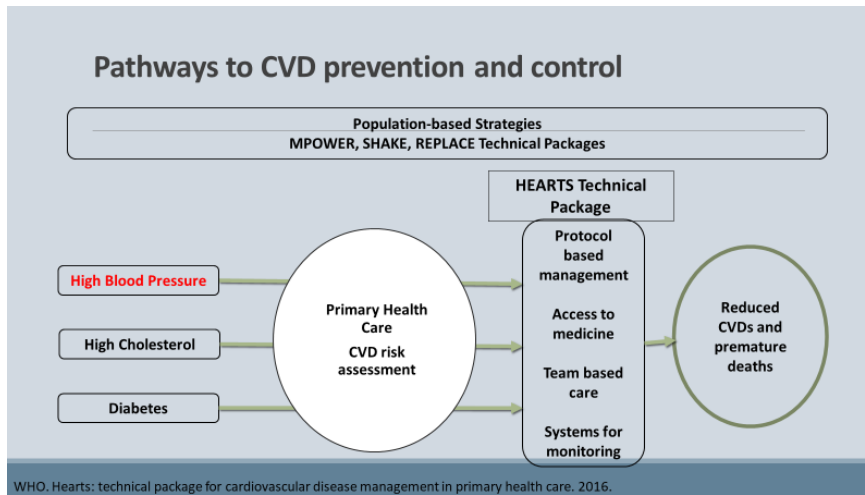 Pathways to CVD prevention and control
Population-based Strategies
MPOWER, SHAKE, REPLACE Technical Packages
HEARTS Technical
Package
High Blood Pressure
High Cholesterol
Diabetes
Primary Health
Care
CVD risk
assessment
Protocol
based
management
Access to
medicine
Team based
care
Systems for
monitoring
Reduced
CVDs and
premature
deaths
WHO. Hearts: technical package for cardiovascular disease management in primary health care. 2016.